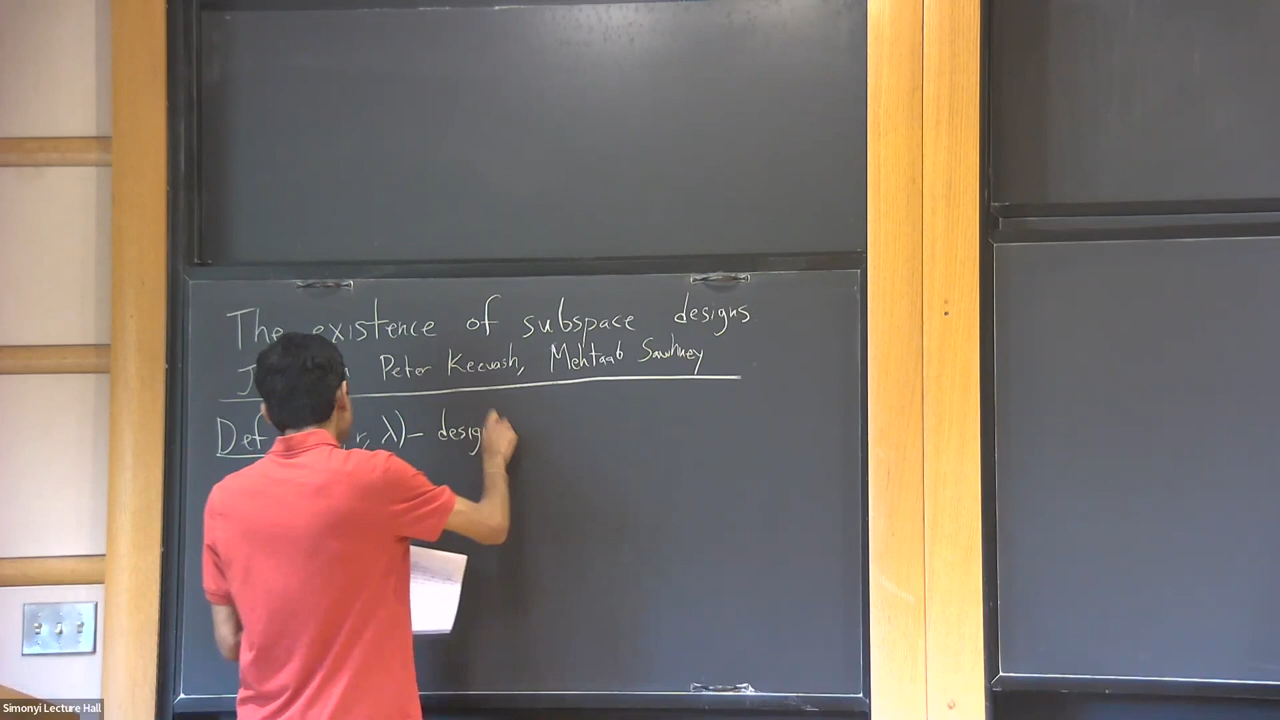 The existence of subspace designs
Peter Keevash, Mehtaab Sawhney
Def r, λ)- desig
Simonyi Lecture Hall